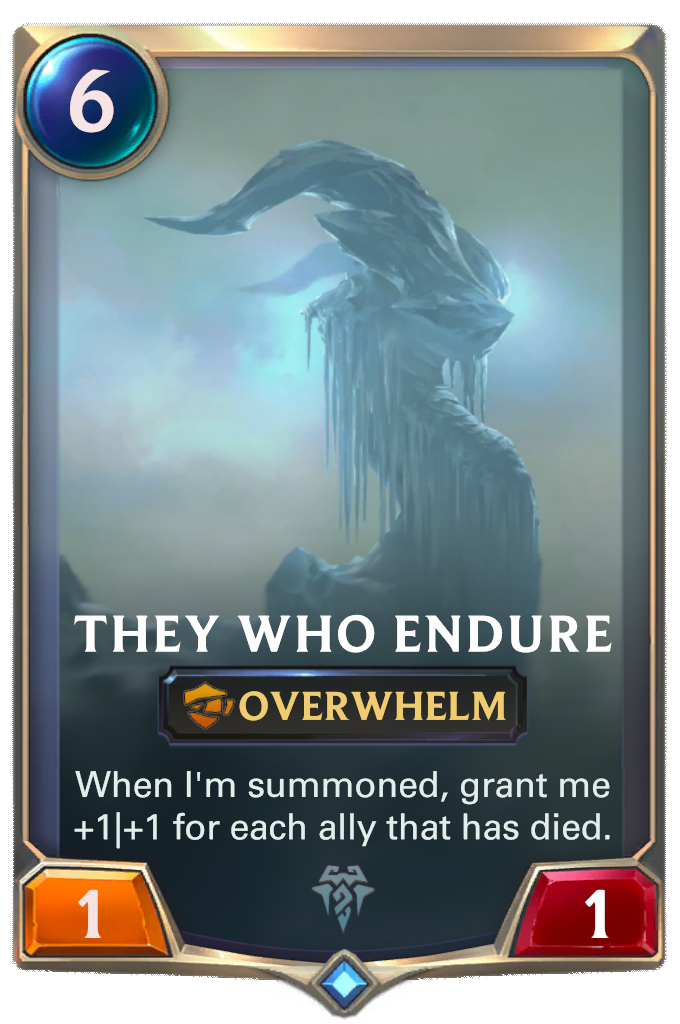 6
THEY WHO ENDURE
OVERWHELM
When I'm summoned, grant me
+1|+1 for each ally that has died.
1 1